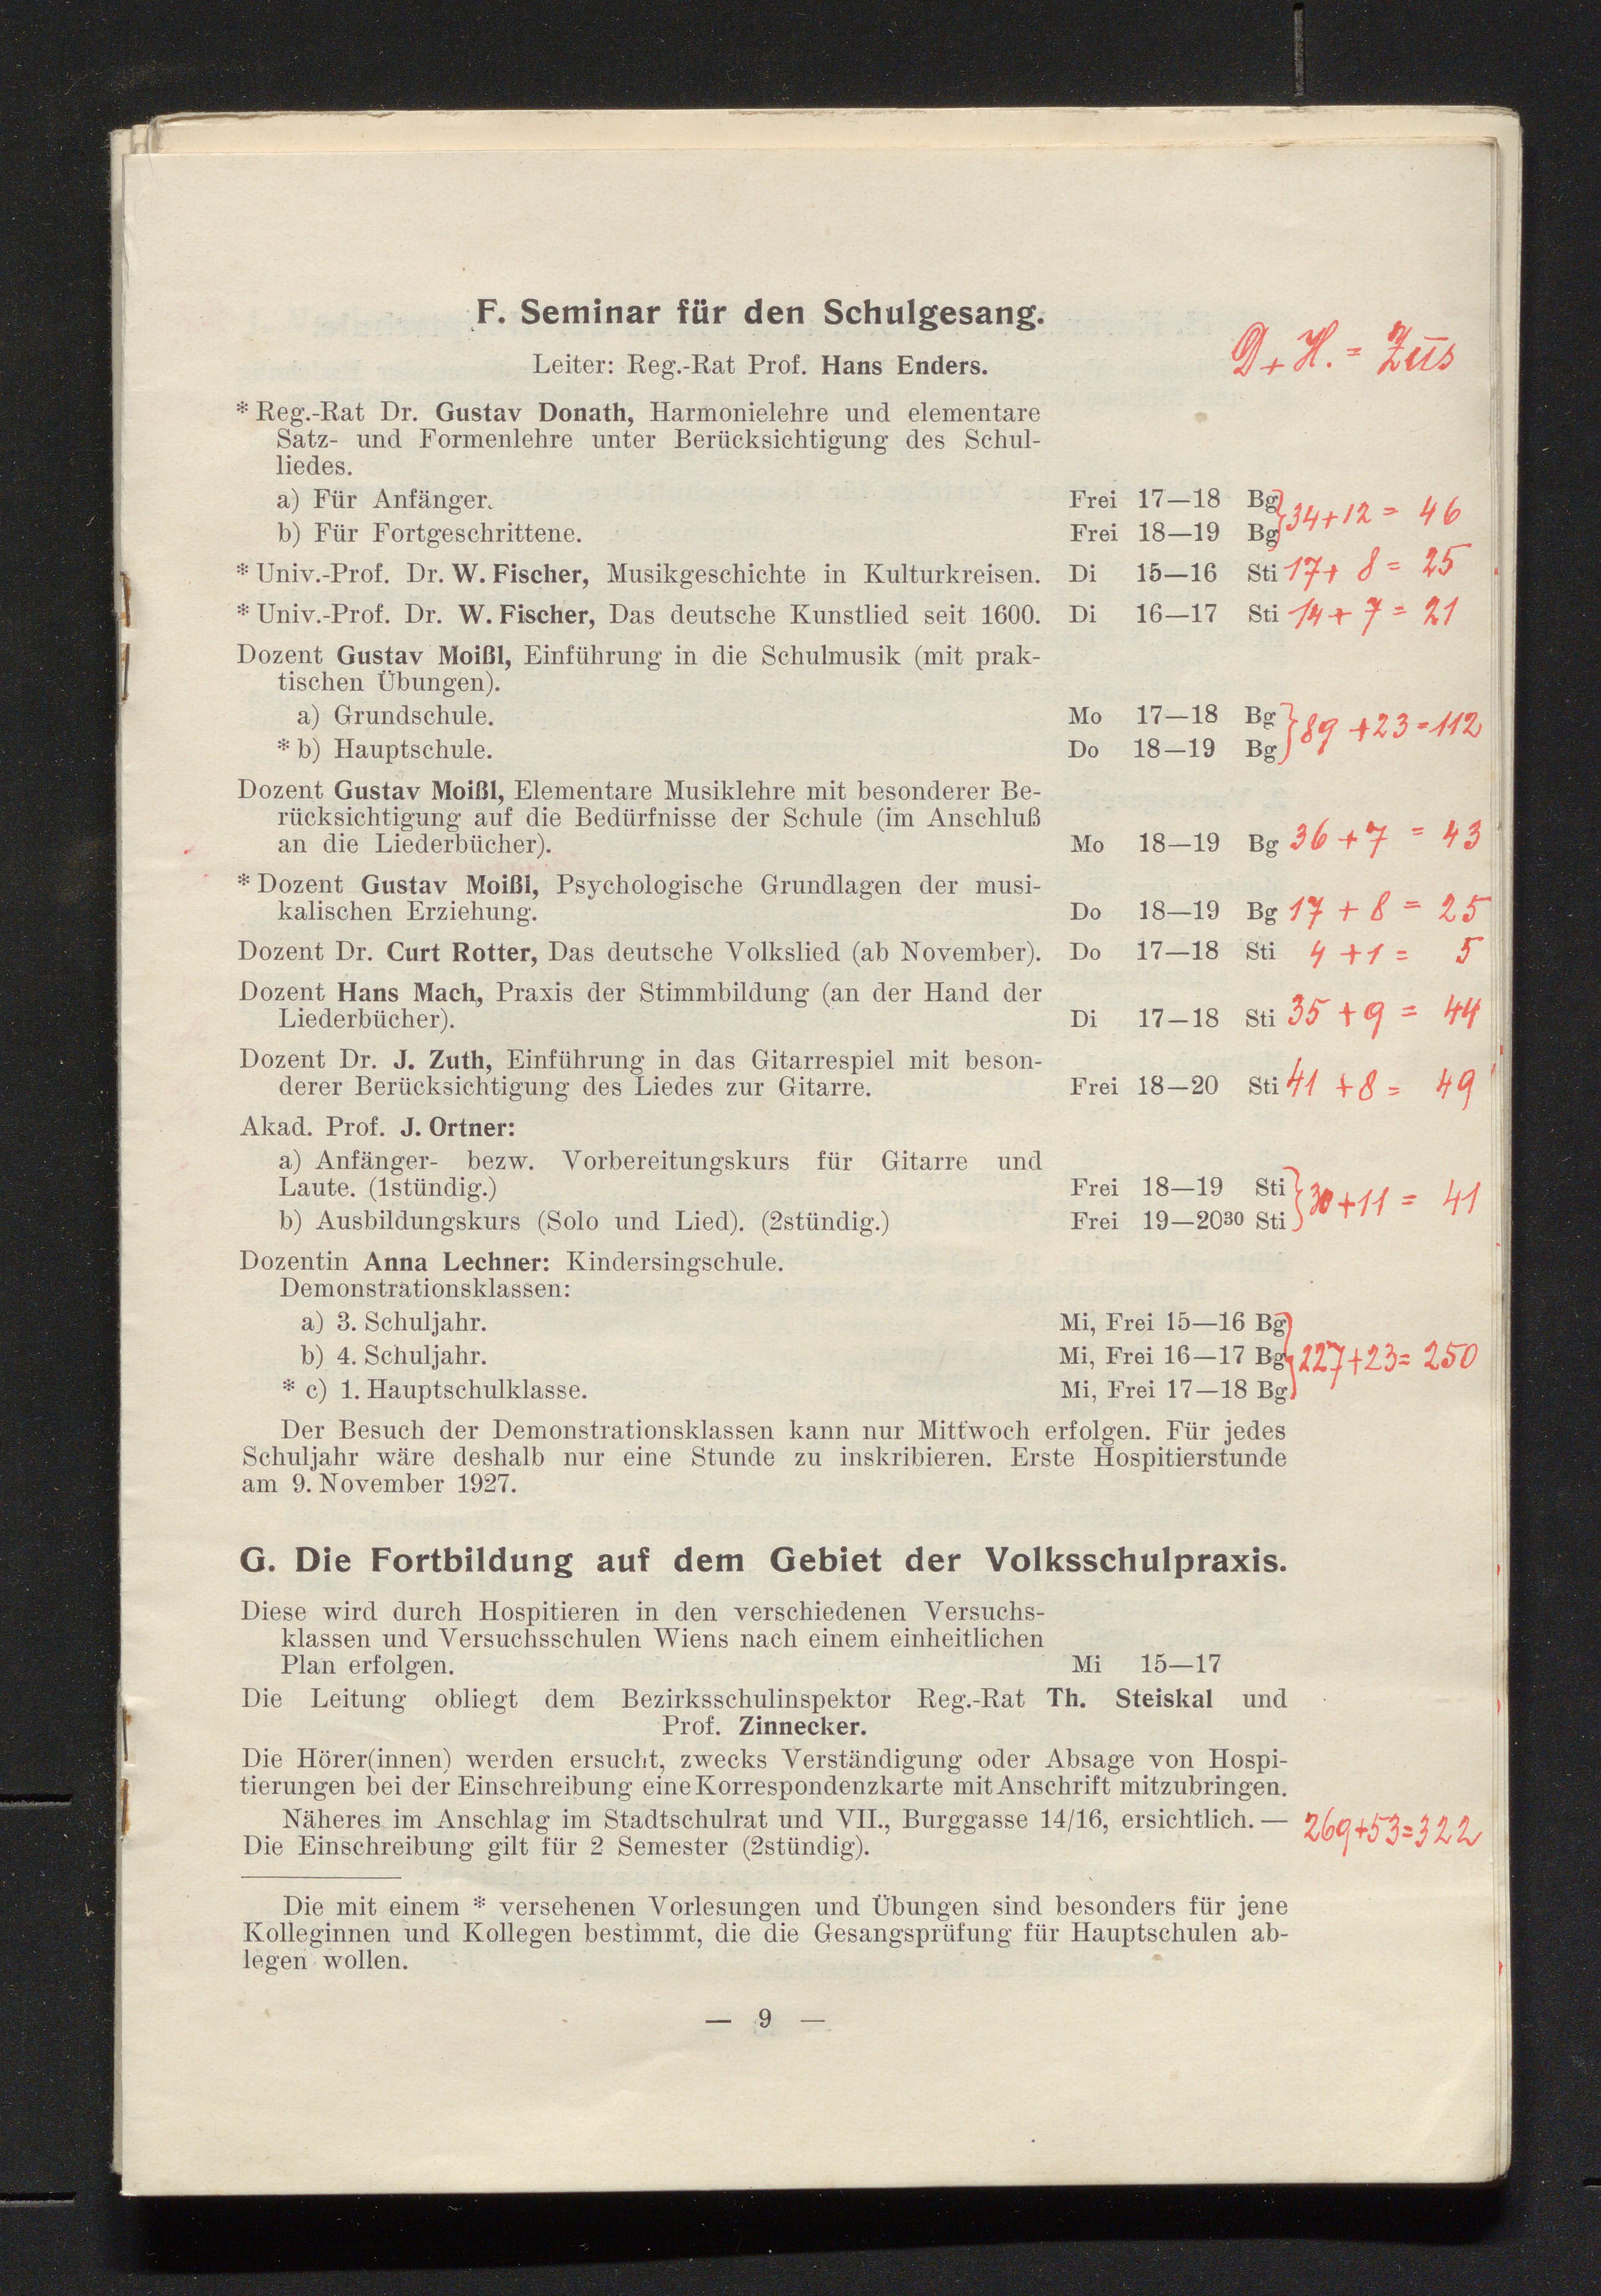 F. Seminar für den Schulgesang.
D. + H. = Zus
Leiter: Reg.-Rat Prof. Hans Enders.
* Reg.-Rat Dr. Gustav Donath, Harmonielehre und elementare
Satz- und Formenlehre unter Berücksichtigung des Schul-
liedes.
a) Für Anfänger. Frei 17—18 Bg
b) Für Fortgeschrittene. Frei 18—19 Bg } 34 + 12 = 46
* Univ.-Prof. Dr. W. Fischer, Musikgeschichte in Kulturkreisen. Di 15—16 Sti 17 + 8 = 25
* Univ.-Prof. Dr. W. Fischer, Das deutsche Kunstlied seit 1600. Di 16—17 Sti 14 + 7 = 21
Dozent Gustav Moißl, Einführung in die Schulmusik (mit prak-
tischen Übungen).
a) Grundschule. Mo 17—18 Bg
* b) Hauptschule. Do 18—19 Bg } 89 + 23 = 112
Dozent Gustav Moißl, Elementare Musiklehre mit besonderer Be-
rücksichtigung auf die Bedürfnisse der Schule (im Anschluß
an die Liederbücher). Mo 18—19 Bg 36 + 7 = 43
* Dozent Gustav Moißl, Psychologische Grundlagen der musi-
kalischen Erziehung. Do 18—19 Bg 17 + 8 = 25
Dozent Dr. Curt Rotter, Das deutsche Volkslied (ab November). Do 17—18 Sti 4 + 1 = 5
Dozent Hans Mach, Praxis der Stimmbildung (an der Hand der
Liederbücher). Di 17—18 Sti 35 + 9 = 44
Dozent Dr. J. Zuth, Einführung in das Gitarrespiel mit beson-
derer Berücksichtigung des Liedes zur Gitarre. Frei 18—20 Sti 41 + 8 = 49
Akad. Prof. J. Ortner:
a) Anfänger- bezw. Vorbereitungskurs für Gitarre und
Laute. (1stündig.) Frei 18—19 Sti
b) Ausbildungskurs (Solo und Lied). (2stündig.) Frei 19—20³⁰ Sti } 30 + 11 = 41
Dozentin Anna Lechner: Kindersingschule.
Demonstrationsklassen:
a) 3. Schuljahr. Mi, Frei 15—16 Bg
b) 4. Schuljahr. Mi, Frei 16—17 Bg } 227 + 23 = 250
* c) 1. Hauptschulklasse. Mi, Frei 17—18 Bg
Der Besuch der Demonstrationsklassen kann nur Mittwoch erfolgen. Für jedes
Schuljahr wäre deshalb nur eine Stunde zu inskribieren. Erste Hospitierstunde
am 9. November 1927.
G. Die Fortbildung auf dem Gebiet der Volksschulpraxis.
Diese wird durch Hospitieren in den verschiedenen Versuchs-
klassen und Versuchsschulen Wiens nach einem einheitlichen
Plan erfolgen. Mi 15—17
Die Leitung obliegt dem Bezirksschulinspektor Reg.-Rat Th. Steiskal und
Prof. Zinnecker.
Die Hörer(innen) werden ersucht, zwecks Verständigung oder Absage von Hospi-
tierungen bei der Einschreibung eine Korrespondenzkarte mit Anschrift mitzubringen.
Näheres im Anschlag im Stadtschulrat und VII., Burggasse 14/16, ersichtlich. — 269 + 53 = 322
Die Einschreibung gilt für 2 Semester (2stündig).
Die mit einem * versehenen Vorlesungen und Übungen sind besonders für jene
Kolleginnen und Kollegen bestimmt, die die Gesangsprüfung für Hauptschulen ab-
legen wollen.
— 9 —